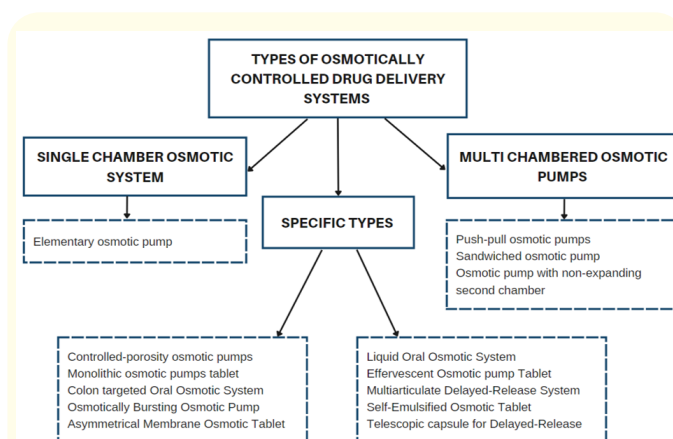 TYPES OF OSMOTICALLY
CONTROLLED DRUG DELIVERY
SYSTEMS
SINGLE CHAMBER OSMOTIC
SYSTEM
MULTI CHAMBERED OSMOTIC
PUMPS
SPECIFIC TYPES
Elementary osmotic pump
Push-pull osmotic pumps
Sandwiched osmotic pump
Osmotic pump with non-expanding
second chamber
Controlled-porosity osmotic pumps
Monolithic osmotic pumps tablet
Colon targeted Oral Osmotic System
Osmotically Bursting Osmotic Pump
Asymmetrical Membrane Osmotic Tablet
Liquid Oral Osmotic System
Effervescent Osmotic pump Tablet
Multiarticulate Delayed-Release System
Self-Emulsified Osmotic Tablet
Telescopic capsule for Delayed-Release